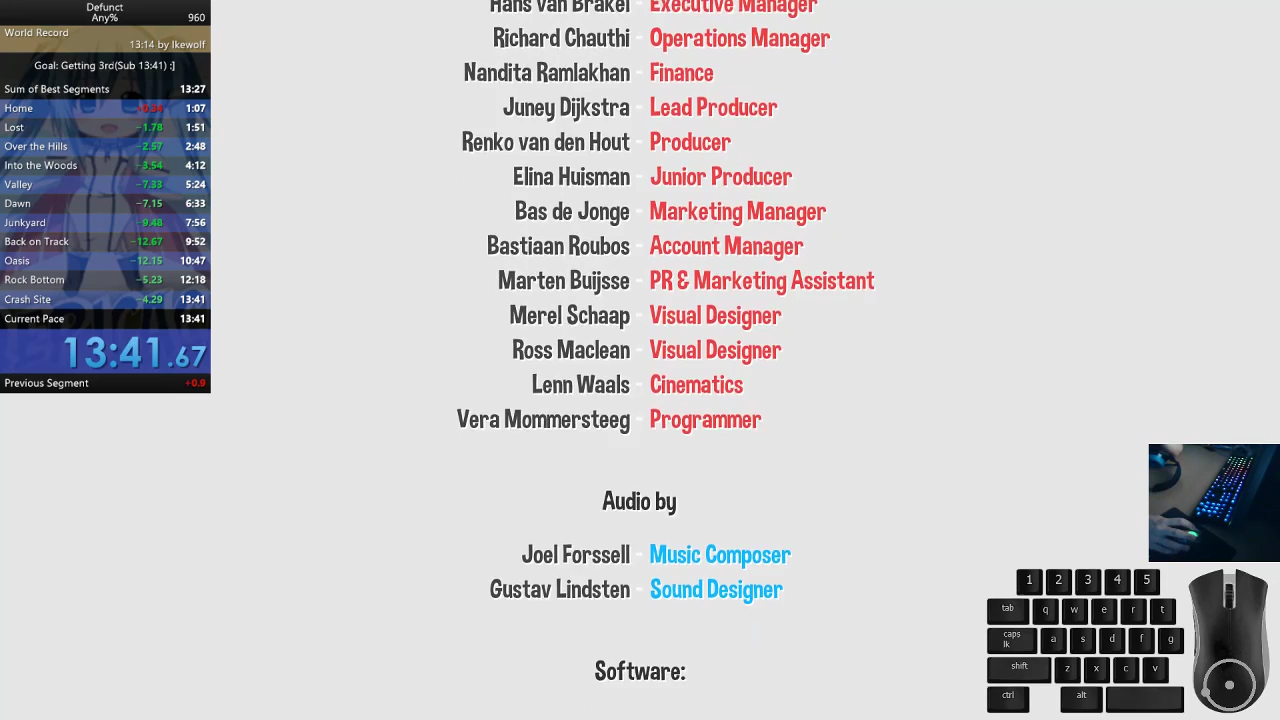 Defunct
Any%
960
World Record
13:14 by Ikewolf
Goal: Getting 3rd(Sub 13:41) :]
Sum of Best Segments 13:27
Home +0.34 1:07
Lost -1.78 1:51
Over the Hills -2.57 2:48
Into the Woods -3.54 4:12
Valley -7.33 5:24
Dawn -7.15 6:33
Junkyard -9.48 7:56
Back on Track -12.67 9:52
Oasis -12.15 10:47
Rock Bottom -5.23 12:18
Crash Site -4.29 13:41
Current Pace 13:41
13:41.67
Previous Segment +0.9
Hans van Brakel - Executive Manager
Richard Chauthi - Operations Manager
Nandita Ramlakhan - Finance
Juney Dijkstra - Lead Producer
Renko van den Hout - Producer
Elina Huisman - Junior Producer
Bas de Jonge - Marketing Manager
Bastiaan Roubos - Account Manager
Marten Buijsse - PR & Marketing Assistant
Merel Schaap - Visual Designer
Ross Maclean - Visual Designer
Lenn Waals - Cinematics
Vera Mommersteeg - Programmer
Audio by
Joel Forssell - Music Composer
Gustav Lindsten - Sound Designer
Software:
1 2 3 4 5
tab q w e r t
caps
lk
a s d f g
shift z x c v
ctrl alt